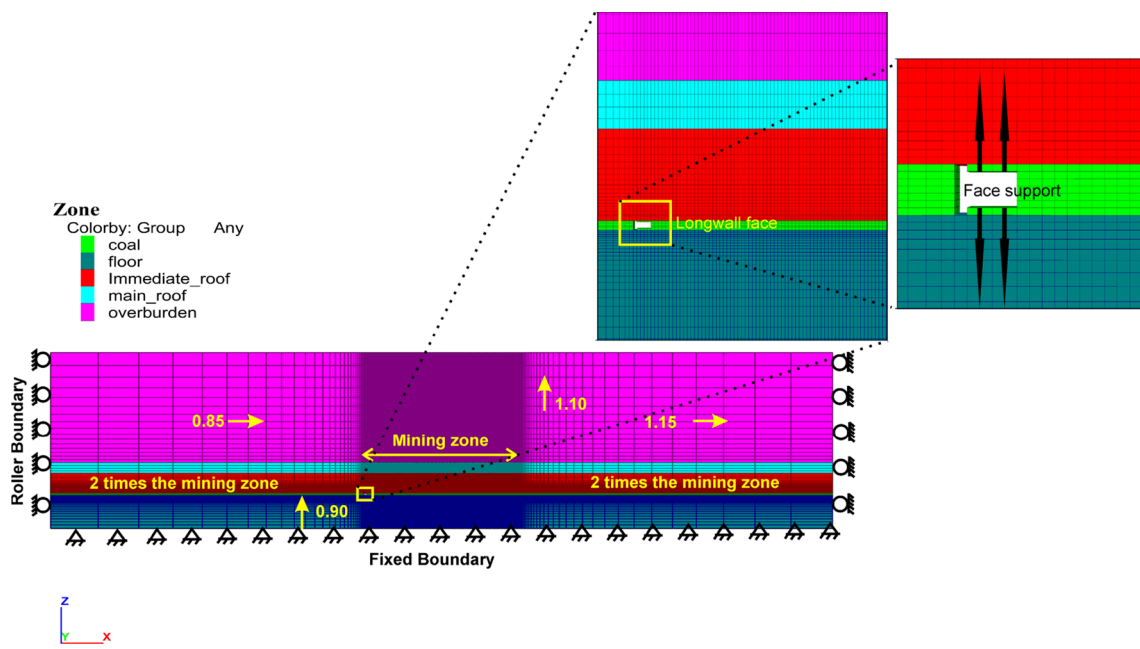 Zone
Colorby: Group Any
coal
floor
Immediate_roof
main_roof
overburden
Longwall face
Face support
Roller Boundary
0.85
1.10
1.15
Mining zone
2 times the mining zone
2 times the mining zone
0.90
Fixed Boundary
Z
Y
X